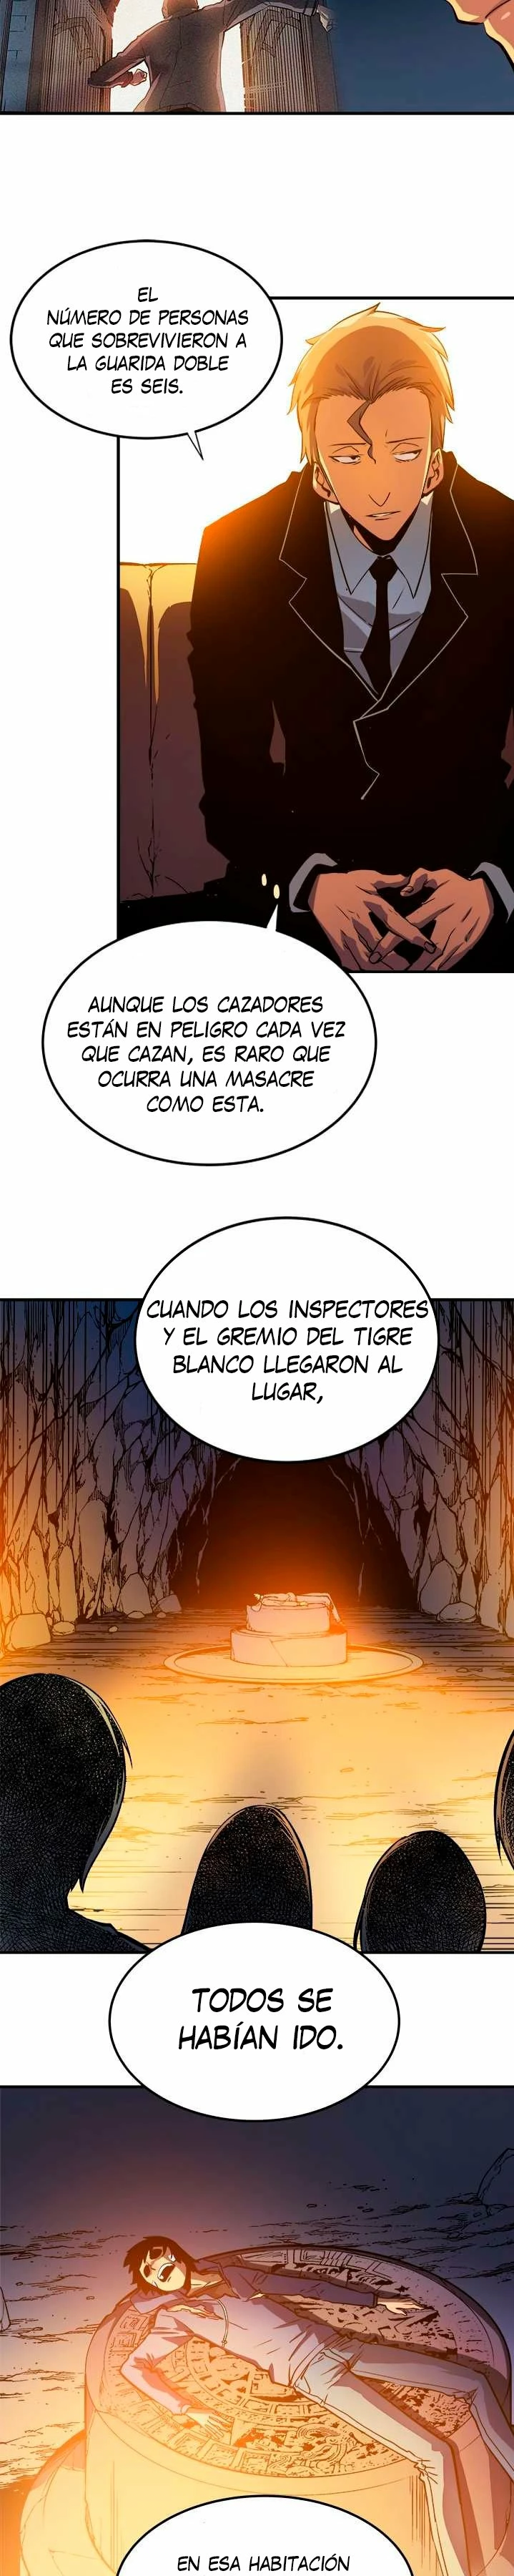 EL
NÚMERO DE PERSONAS
QUE SOBREVIVIERON A
LA GUARIDA DOBLE
ES SEIS.
AUNQUE LOS CAZADORES
ESTÁN EN PELIGRO CADA VEZ
QUE CAZAN, ES RARO QUE
OCURRA UNA MASACRE
COMO ESTA.
CUANDO LOS INSPECTORES
Y EL GREMIO DEL TIGRE
BLANCO LLEGARON AL
LUGAR,
TODOS SE
HABÍAN IDO.
EN ESA HABITACIÓN